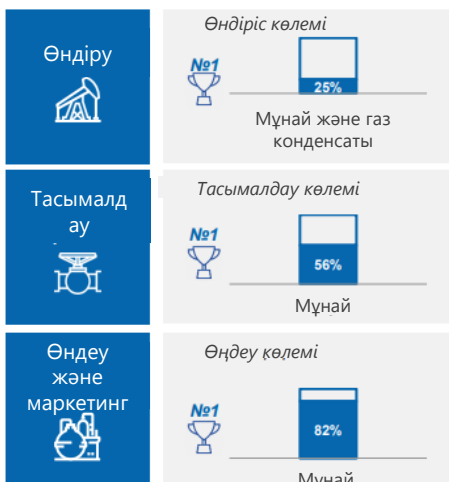 Өндіру
Өндіріс көлемі
№1
25%
Мұнай және газ
конденсаты
Тасымалд
ау
Тасымалдау көлемі
№1
56%
Мұнай
Өндеу
және
маркетинг
Өңдеу көлемі
№1
82%
Мұнай